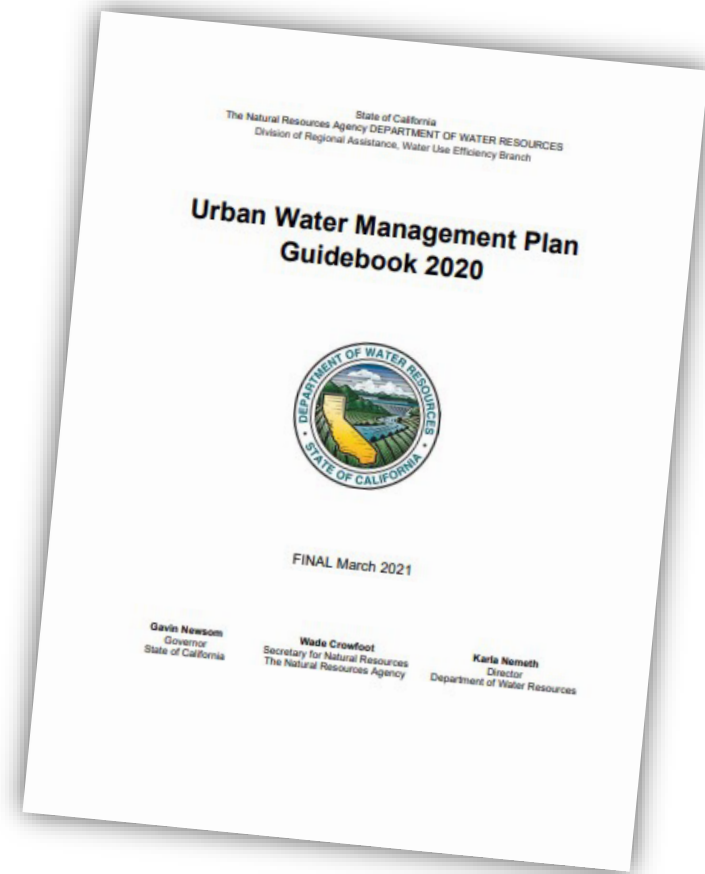 State of California
The Natural Resources Agency DEPARTMENT OF WATER RESOURCES
Division of Regional Assistance, Water Use Efficiency Branch
Urban Water Management Plan
Guidebook 2020
DEPARTMENT OF WATER RESOURCES
STATE OF CALIFORNIA
FINAL March 2021
Gavin Newsom
Governor
State of California
Wade Crowfoot
Secretary for Natural Resources
The Natural Resources Agency
Karla Nemeth
Director
Department of Water Resources